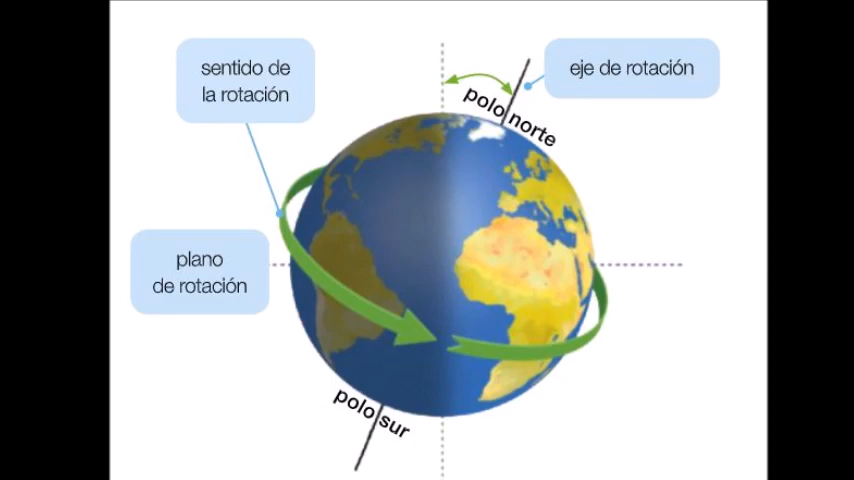 sentido de
la rotación
eje de rotación
polo norte
plano
de rotación
polo sur